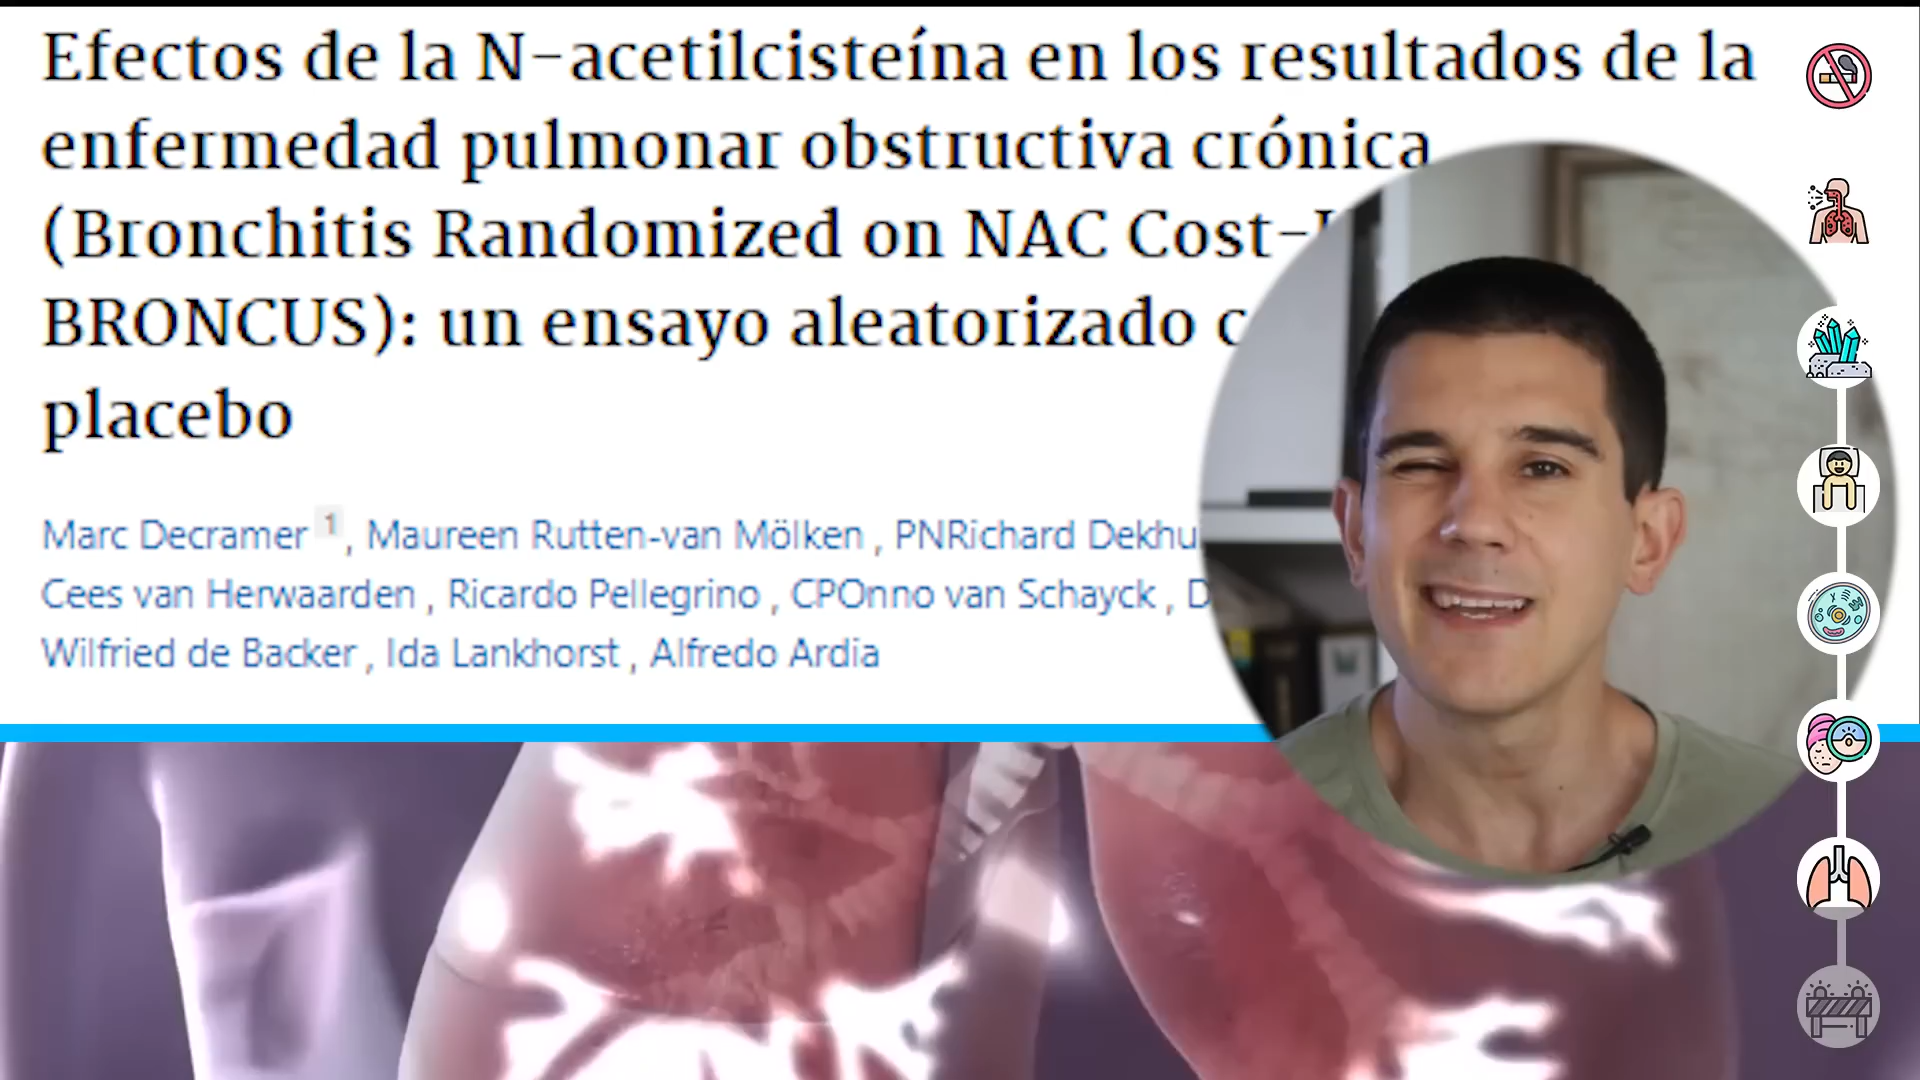 Efectos de la N-acetilcisteína en los resultados de la
enfermedad pulmonar obstructiva crónica
(Bronchitis Randomized on NAC
BRONCUS): un ensayo aleatorizado
placebo
Marc Decramer 1, Maureen Rutten-van Mölken, PNRichard
Cees van Herwaarden, Ricardo Pellegrino, CPOnno van Schayck,
Wilfried de Backer, Ida Lankhorst, Alfredo Ardia